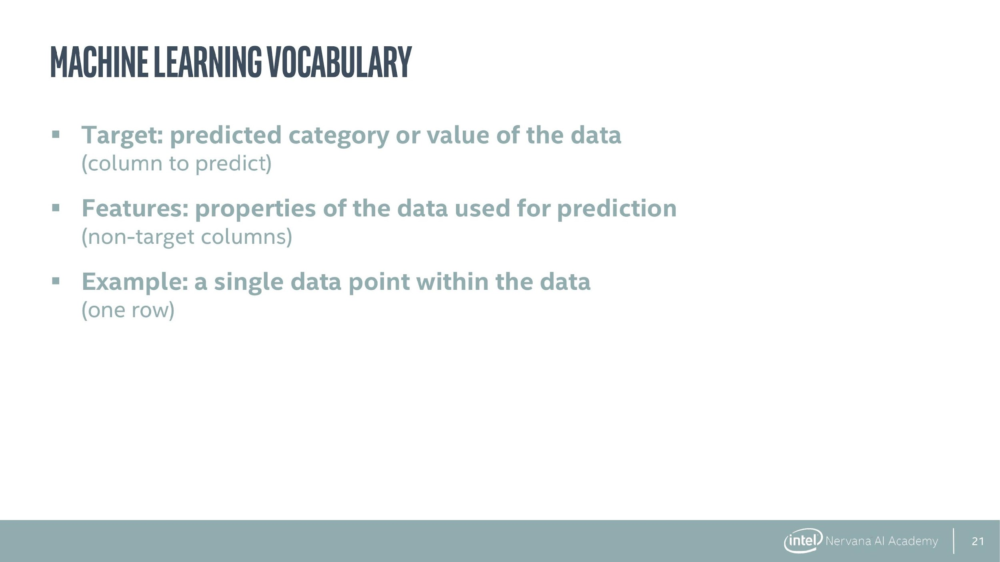 MACHINE LEARNING VOCABULARY
▪ Target: predicted category or value of the data
(column to predict)
▪ Features: properties of the data used for prediction
(non-target columns)
▪ Example: a single data point within the data
(one row)
intel Nervana AI Academy | 21